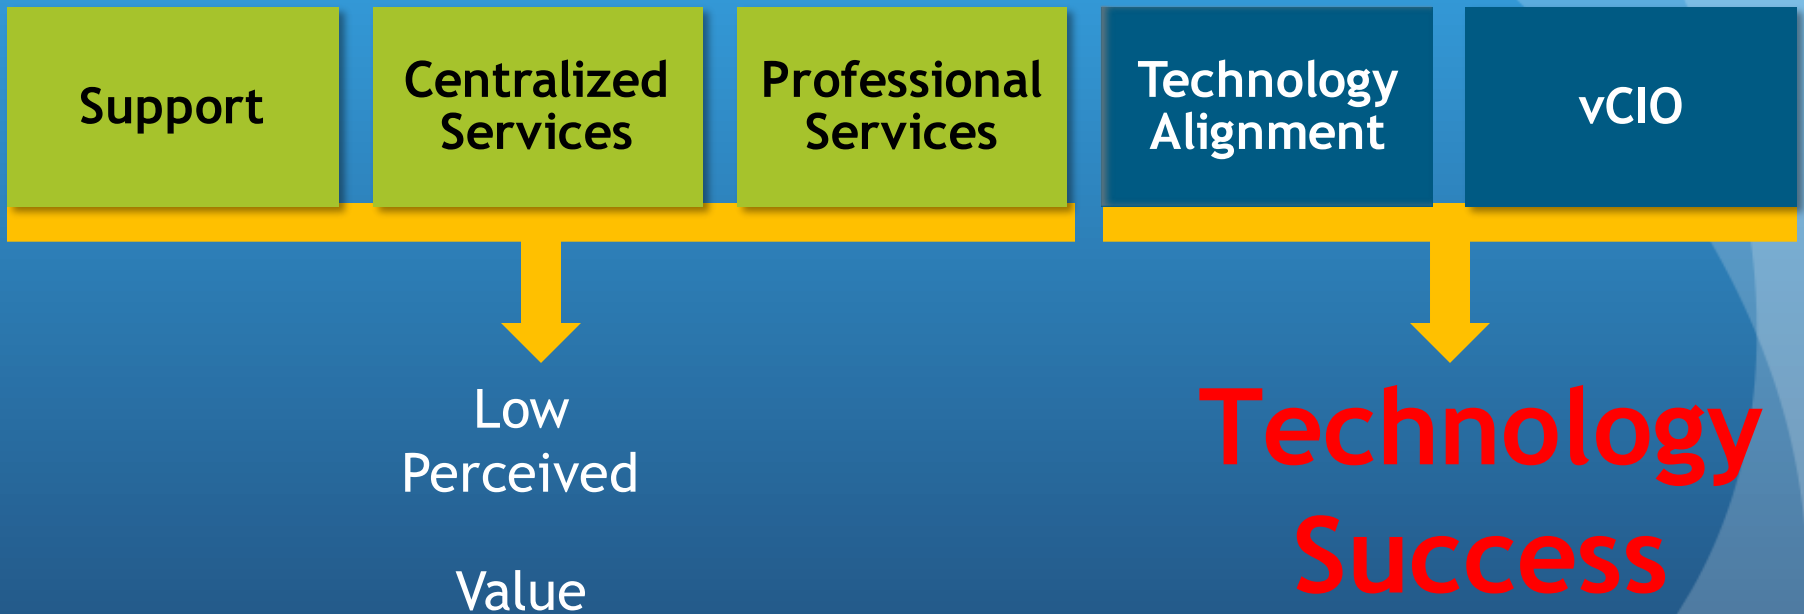 Support
Centralized
Services
Professional
Services
Technology
Alignment
vCIO
Low
Perceived
Value
Technology
Success